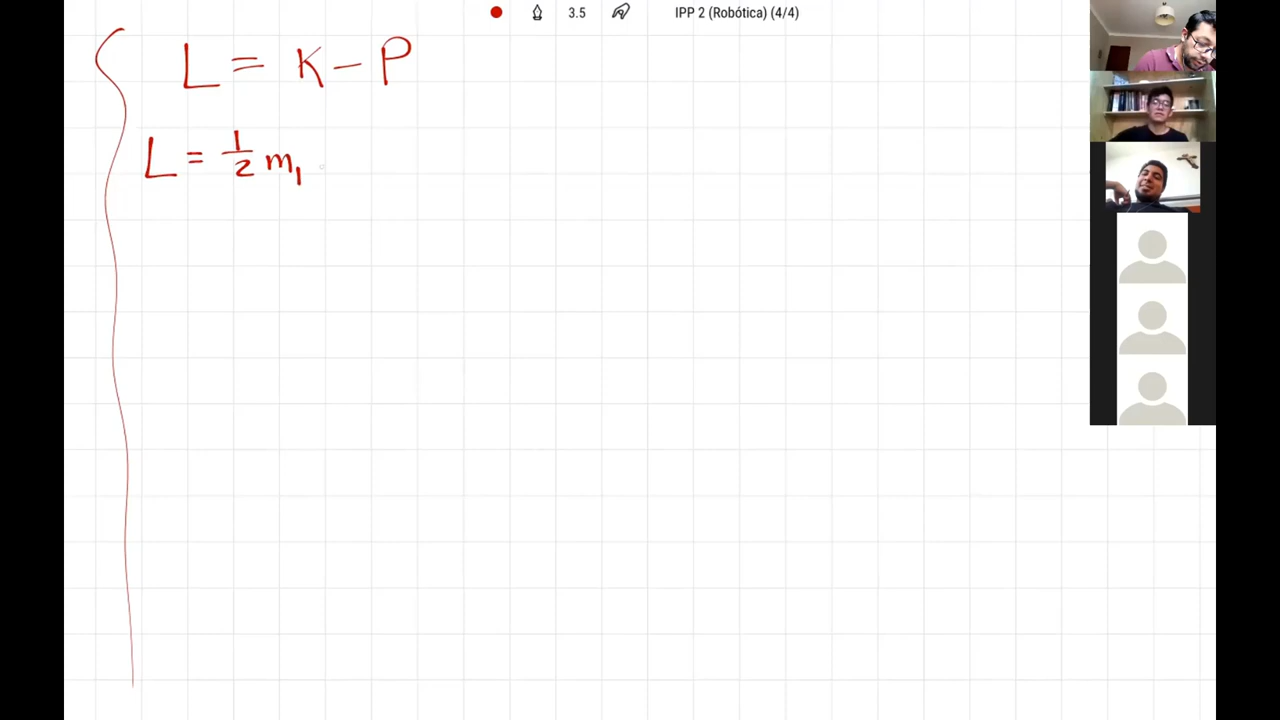 3.5 IPP 2 (Robótica) (4/4)
L = K - P
L = 1/2 m₁